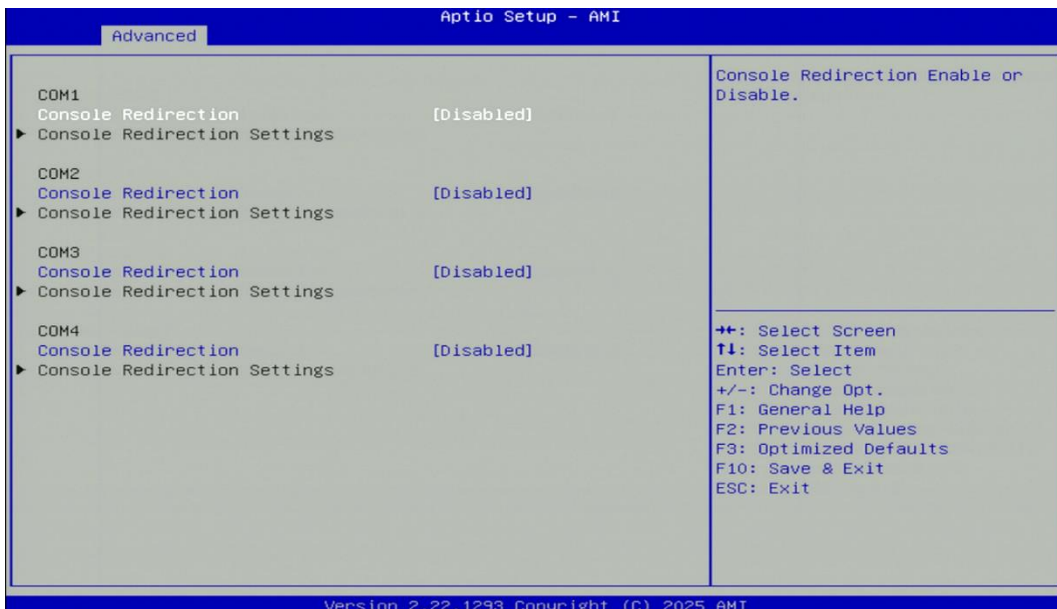 Aptio Setup - AMI
Advanced
COM1
Console Redirection [Disabled]
► Console Redirection Settings
COM2
Console Redirection [Disabled]
► Console Redirection Settings
COM3
Console Redirection [Disabled]
► Console Redirection Settings
COM4
Console Redirection [Disabled]
► Console Redirection Settings
Console Redirection Enable or
Disable.
→←: Select Screen
↑↓: Select Item
Enter: Select
+/-: Change Opt.
F1: General Help
F2: Previous Values
F3: Optimized Defaults
F10: Save & Exit
ESC: Exit
Version 2.22.1293 Copyright (C) 2025 AMI